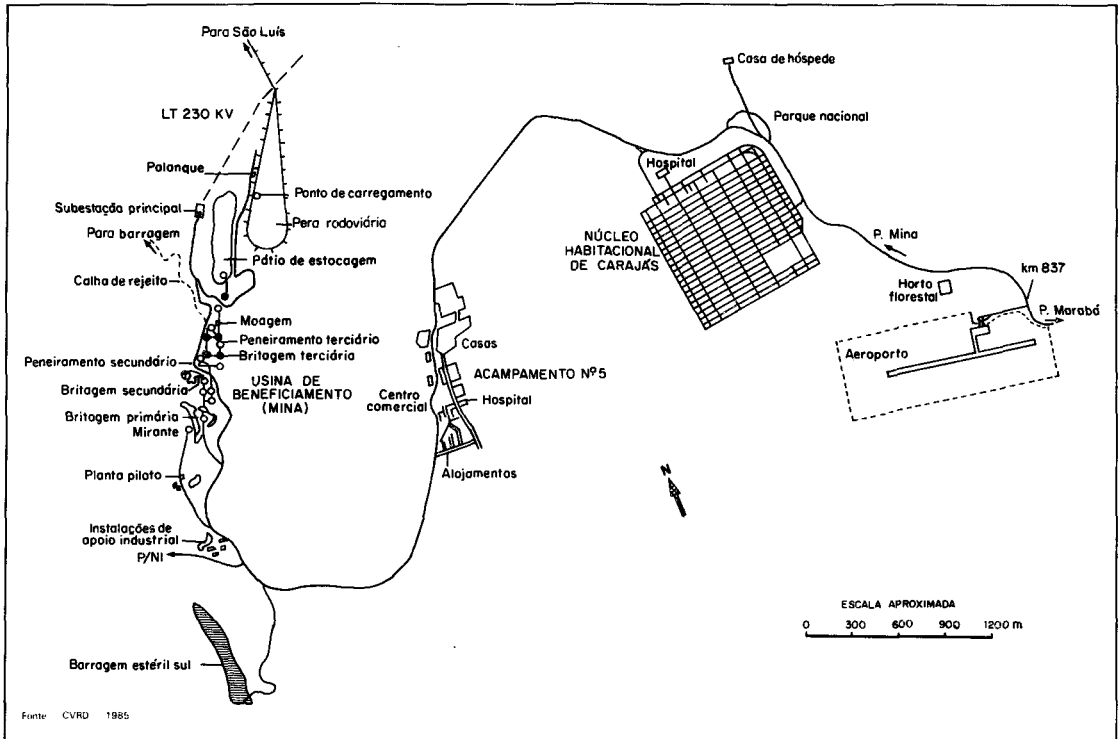 Para São Luís
LT 230 KV
Palanque
Ponto de carregamento
Subestação principal
Pera rodoviária
Para barragem
Pátio de estocagem
Calha de rejeito
Moagem
Peneiramento terciário
Peneiramento secundário
Britagem terciária
USINA DE
BENEFICIAMENTO
(MINA)
Britagem secundária
Britagem primária
Mirante
Planta piloto
Instalações de
apoio industrial
P/N1
Barragem estéril sul
Casas
ACAMPAMENTO Nº5
Centro
comercial
Hospital
Alojamentos
Casa de hóspede
Parque nacional
Hospital
NÚCLEO
HABITACIONAL
DE CARAJÁS
P. Mina
km 837
Horto
florestal
P. Marabá
Aeroporto
N
ESCALA APROXIMADA
0 300 600 900 1200 m
Fonte CVRD 1985